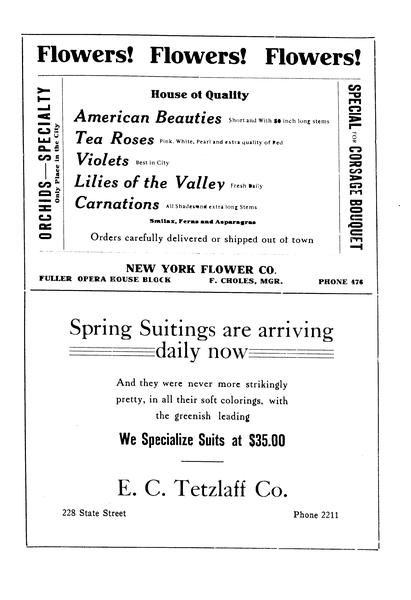 Flowers! Flowers! Flowers!
ORCHIDS—SPECIALTY
Only Place in the City
House of Quality
American Beauties Short and With 50 inch long stems
Tea Roses Pink, White, Pearl and extra quality of Red
Violets Best in City
Lilies of the Valley Fresh Daily
Carnations All Shades and extra long Stems
Smilax, Ferns and Asparagus
Orders carefully delivered or shipped out of town
SPECIAL FOR CORSAGE BOUQUET
NEW YORK FLOWER CO.
FULLER OPERA HOUSE BLOCK F. CHOLES, MGR. PHONE 476
Spring Suitings are arriving
daily now
And they were never more strikingly
pretty, in all their soft colorings, with
the greenish leading
We Specialize Suits at $35.00
E. C. Tetzlaff Co.
228 State Street Phone 2211